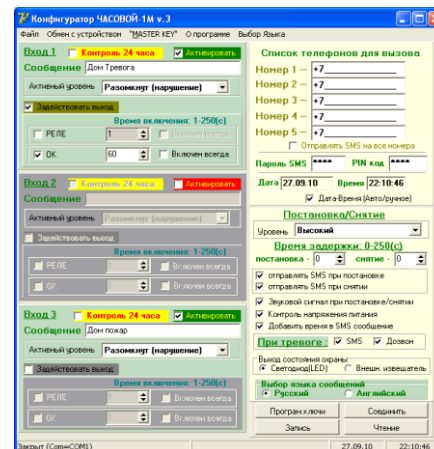 Конфигуратор ЧАСОВОЙ-1М v. 3
Файл Обмен с устройством "MASTER KEY" О программе Выбор Языка
Вход 1 Контроль 24 часа Активировать
Сообщение Дом Тревога
Активный уровень Разомкнут (нарушение)
Задействовать выход
Время включения: 1-250(с)
РЕЛЕ 1 Включен всегда
ОК 60 Включен всегда
Вход 2 Контроль 24 часа Активировать
Сообщение
Активный уровень Разомкнут (нарушение)
Задействовать выход
Время включения: 1-250(с)
РЕЛЕ Включен всегда
ОК Включен всегда
Вход 3 Контроль 24 часа Активировать
Сообщение Дом пожар
Активный уровень Разомкнут (нарушение)
Задействовать выход
Время включения: 1-250(с)
РЕЛЕ Включен всегда
ОК Включен всегда
Список телефонов для вызова
Номер 1 – +7
Номер 2 – +7
Номер 3 – +7
Номер 4 – +7
Номер 5 – +7
Отправлять SMS на все номера
Пароль SMS **** PIN код ****
Дата 27.09.10 Время 22:10:46
Дата-Время (Авто/ручное)
Постановка/Снятие
Уровень Высокий
Время задержки: 0-250(с)
постановка - 0 снятие - 0
отправлять SMS при постановке
отправлять SMS при снятии
Звуковой сигнал при постановке/снятии
Контроль напряжения питания
Добавить время в SMS сообщение
При тревоге : SMS Дозвон
Выход состояния охраны
Светодиод(LED) Внешн. извещатель
Выбор языка сообщений
Русский Английский
Програм.ключи Соединить
Запись Чтение
Закрыт (Com=COM1) 27.09.10 22:10:46